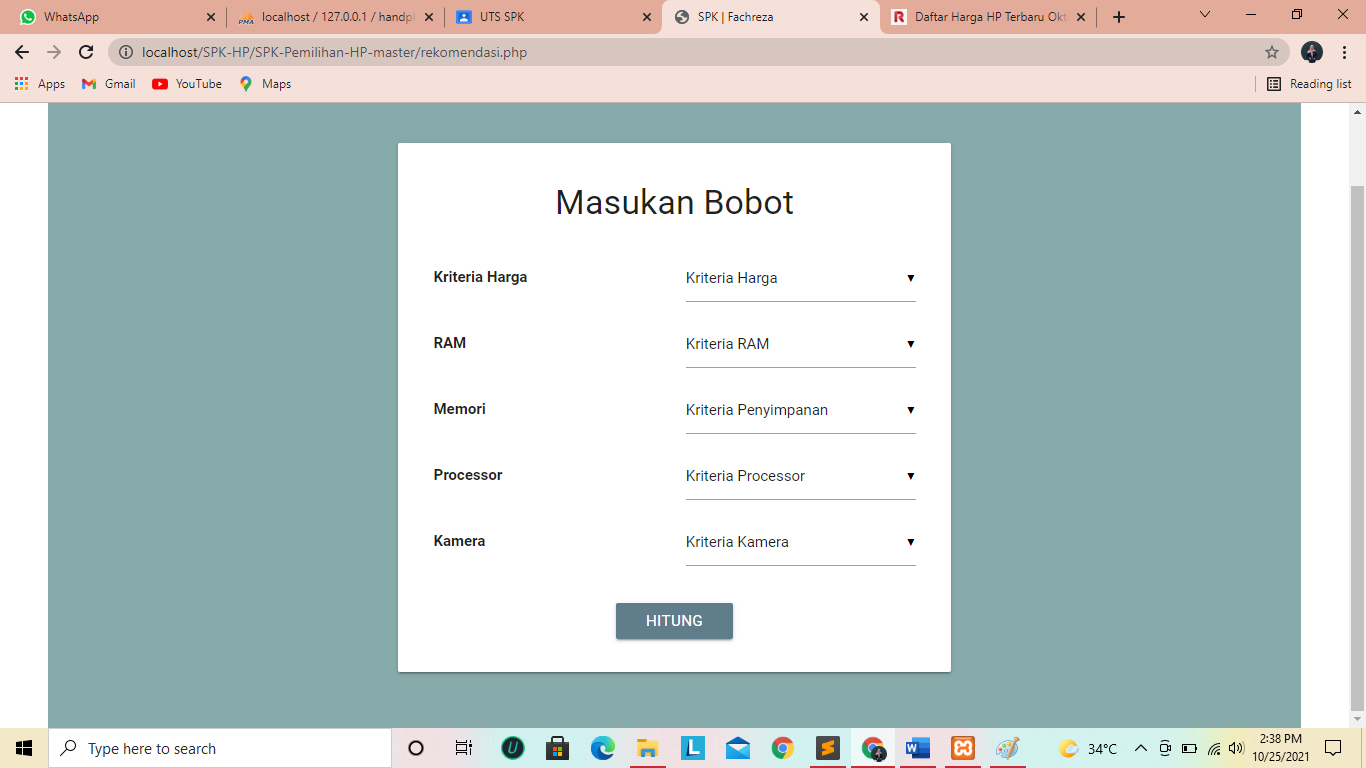 WhatsApp
localhost / 127.0.0.1 / handp
UTS SPK
SPK | Fachreza
Daftar Harga HP Terbaru Okt
localhost/SPK-HP/SPK-Pemilihan-HP-master/rekomendasi.php
Apps Gmail YouTube Maps Reading list
Masukan Bobot
Kriteria Harga Kriteria Harga
RAM Kriteria RAM
Memori Kriteria Penyimpanan
Processor Kriteria Processor
Kamera Kriteria Kamera
HITUNG
Type here to search
34°C
2:38 PM
10/25/2021